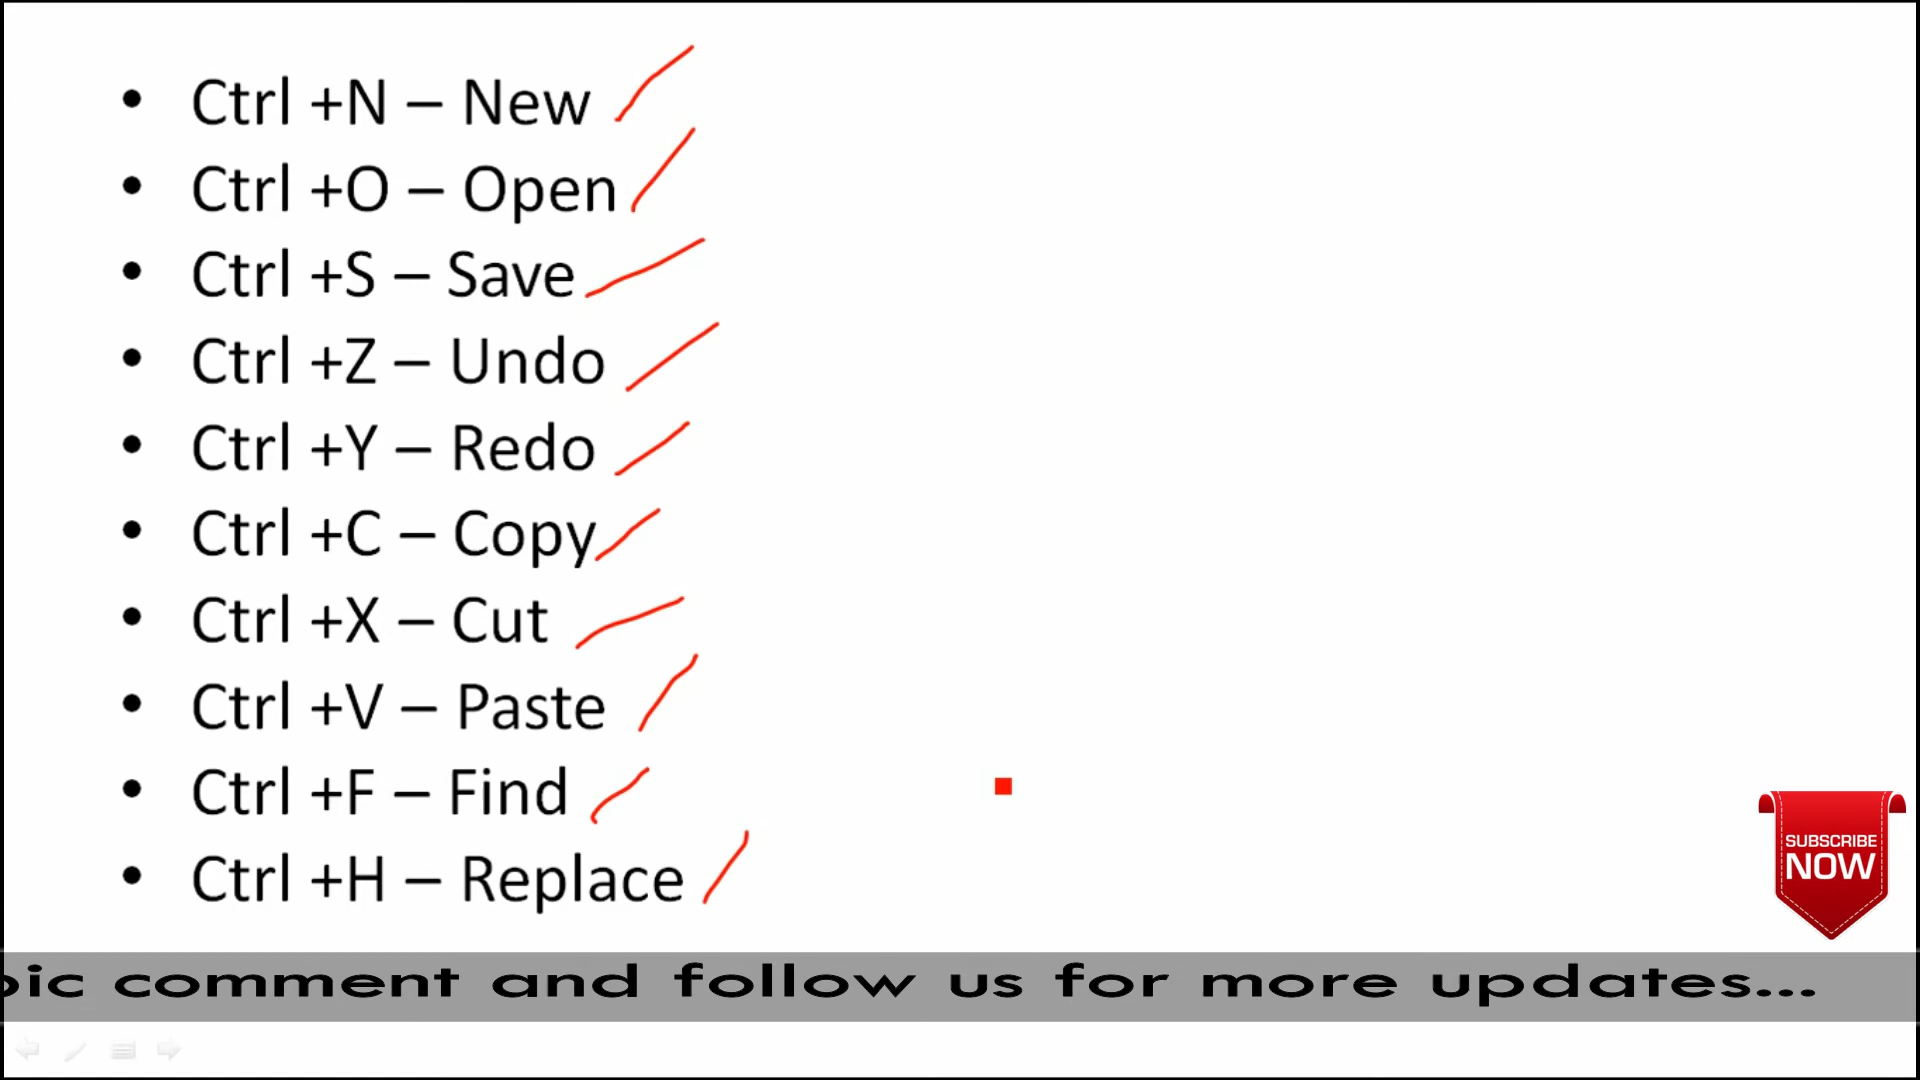 • Ctrl +N – New
• Ctrl +O – Open
• Ctrl +S – Save
• Ctrl +Z – Undo
• Ctrl +Y – Redo
• Ctrl +C – Copy
• Ctrl +X – Cut
• Ctrl +V – Paste
• Ctrl +F – Find
• Ctrl +H – Replace
SUBSCRIBE
NOW
comment and follow us for more updates...